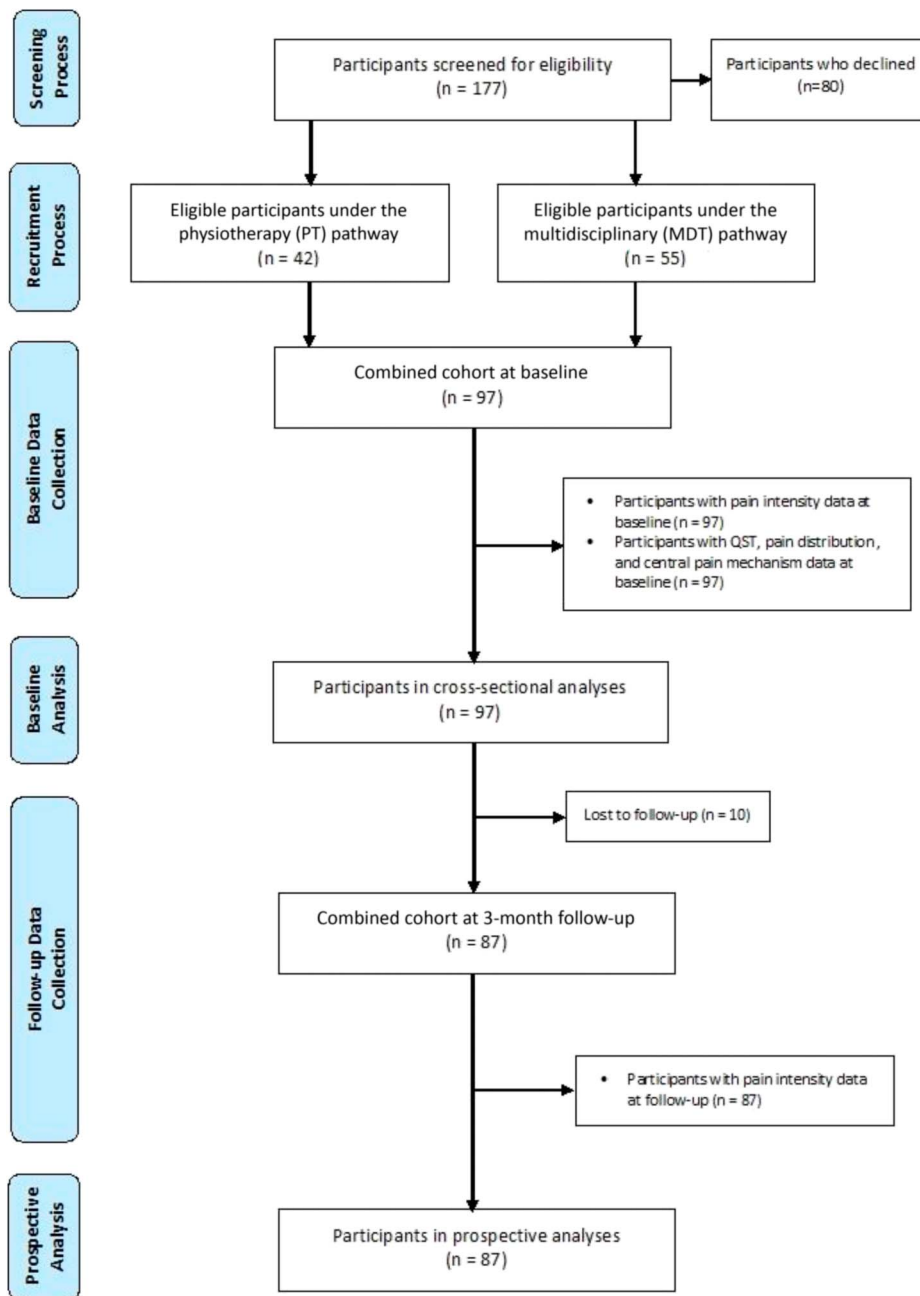 Screening
Process
Participants screened for eligibility
(n = 177)
Participants who declined
(n=80)
Recruitment
Process
Eligible participants under the
physiotherapy (PT) pathway
(n = 42)
Eligible participants under the
multidisciplinary (MDT) pathway
(n = 55)
Baseline Data
Collection
Combined cohort at baseline
(n = 97)
• Participants with pain intensity data at
baseline (n = 97)
• Participants with QST, pain distribution,
and central pain mechanism data at
baseline (n = 97)
Baseline
Analysis
Participants in cross-sectional analyses
(n = 97)
Follow-up Data
Collection
Lost to follow-up (n = 10)
Combined cohort at 3-month follow-up
(n = 87)
• Participants with pain intensity data
at follow-up (n = 87)
Prospective
Analysis
Participants in prospective analyses
(n = 87)